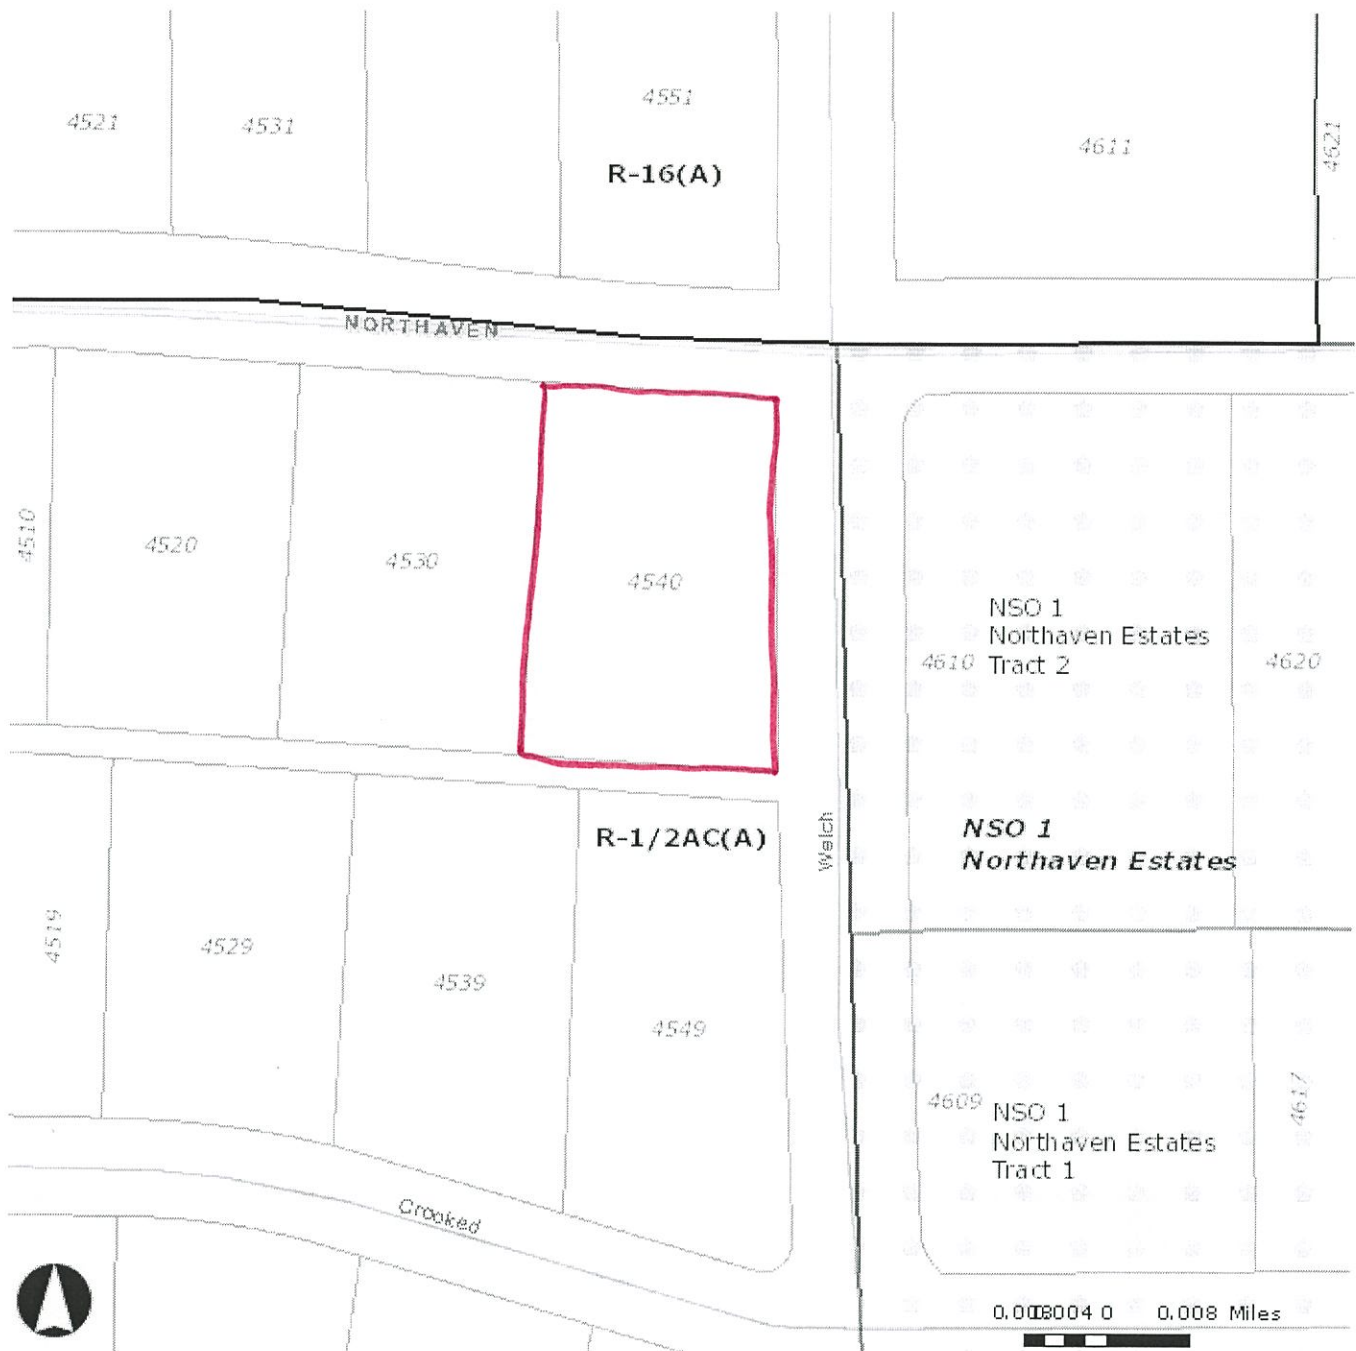 4521
4531
4551
R-16(A)
4611
4621
NORTHAVEN
4510
4520
4530
4540
NSO 1
Northaven Estates
Tract 2
4610
4620
R-1/2AC(A)
Welch
NSO 1
Northaven Estates
4519
4529
4539
4549
4609
NSO 1
Northaven Estates
Tract 1
4617
Crooked
0.008 Miles